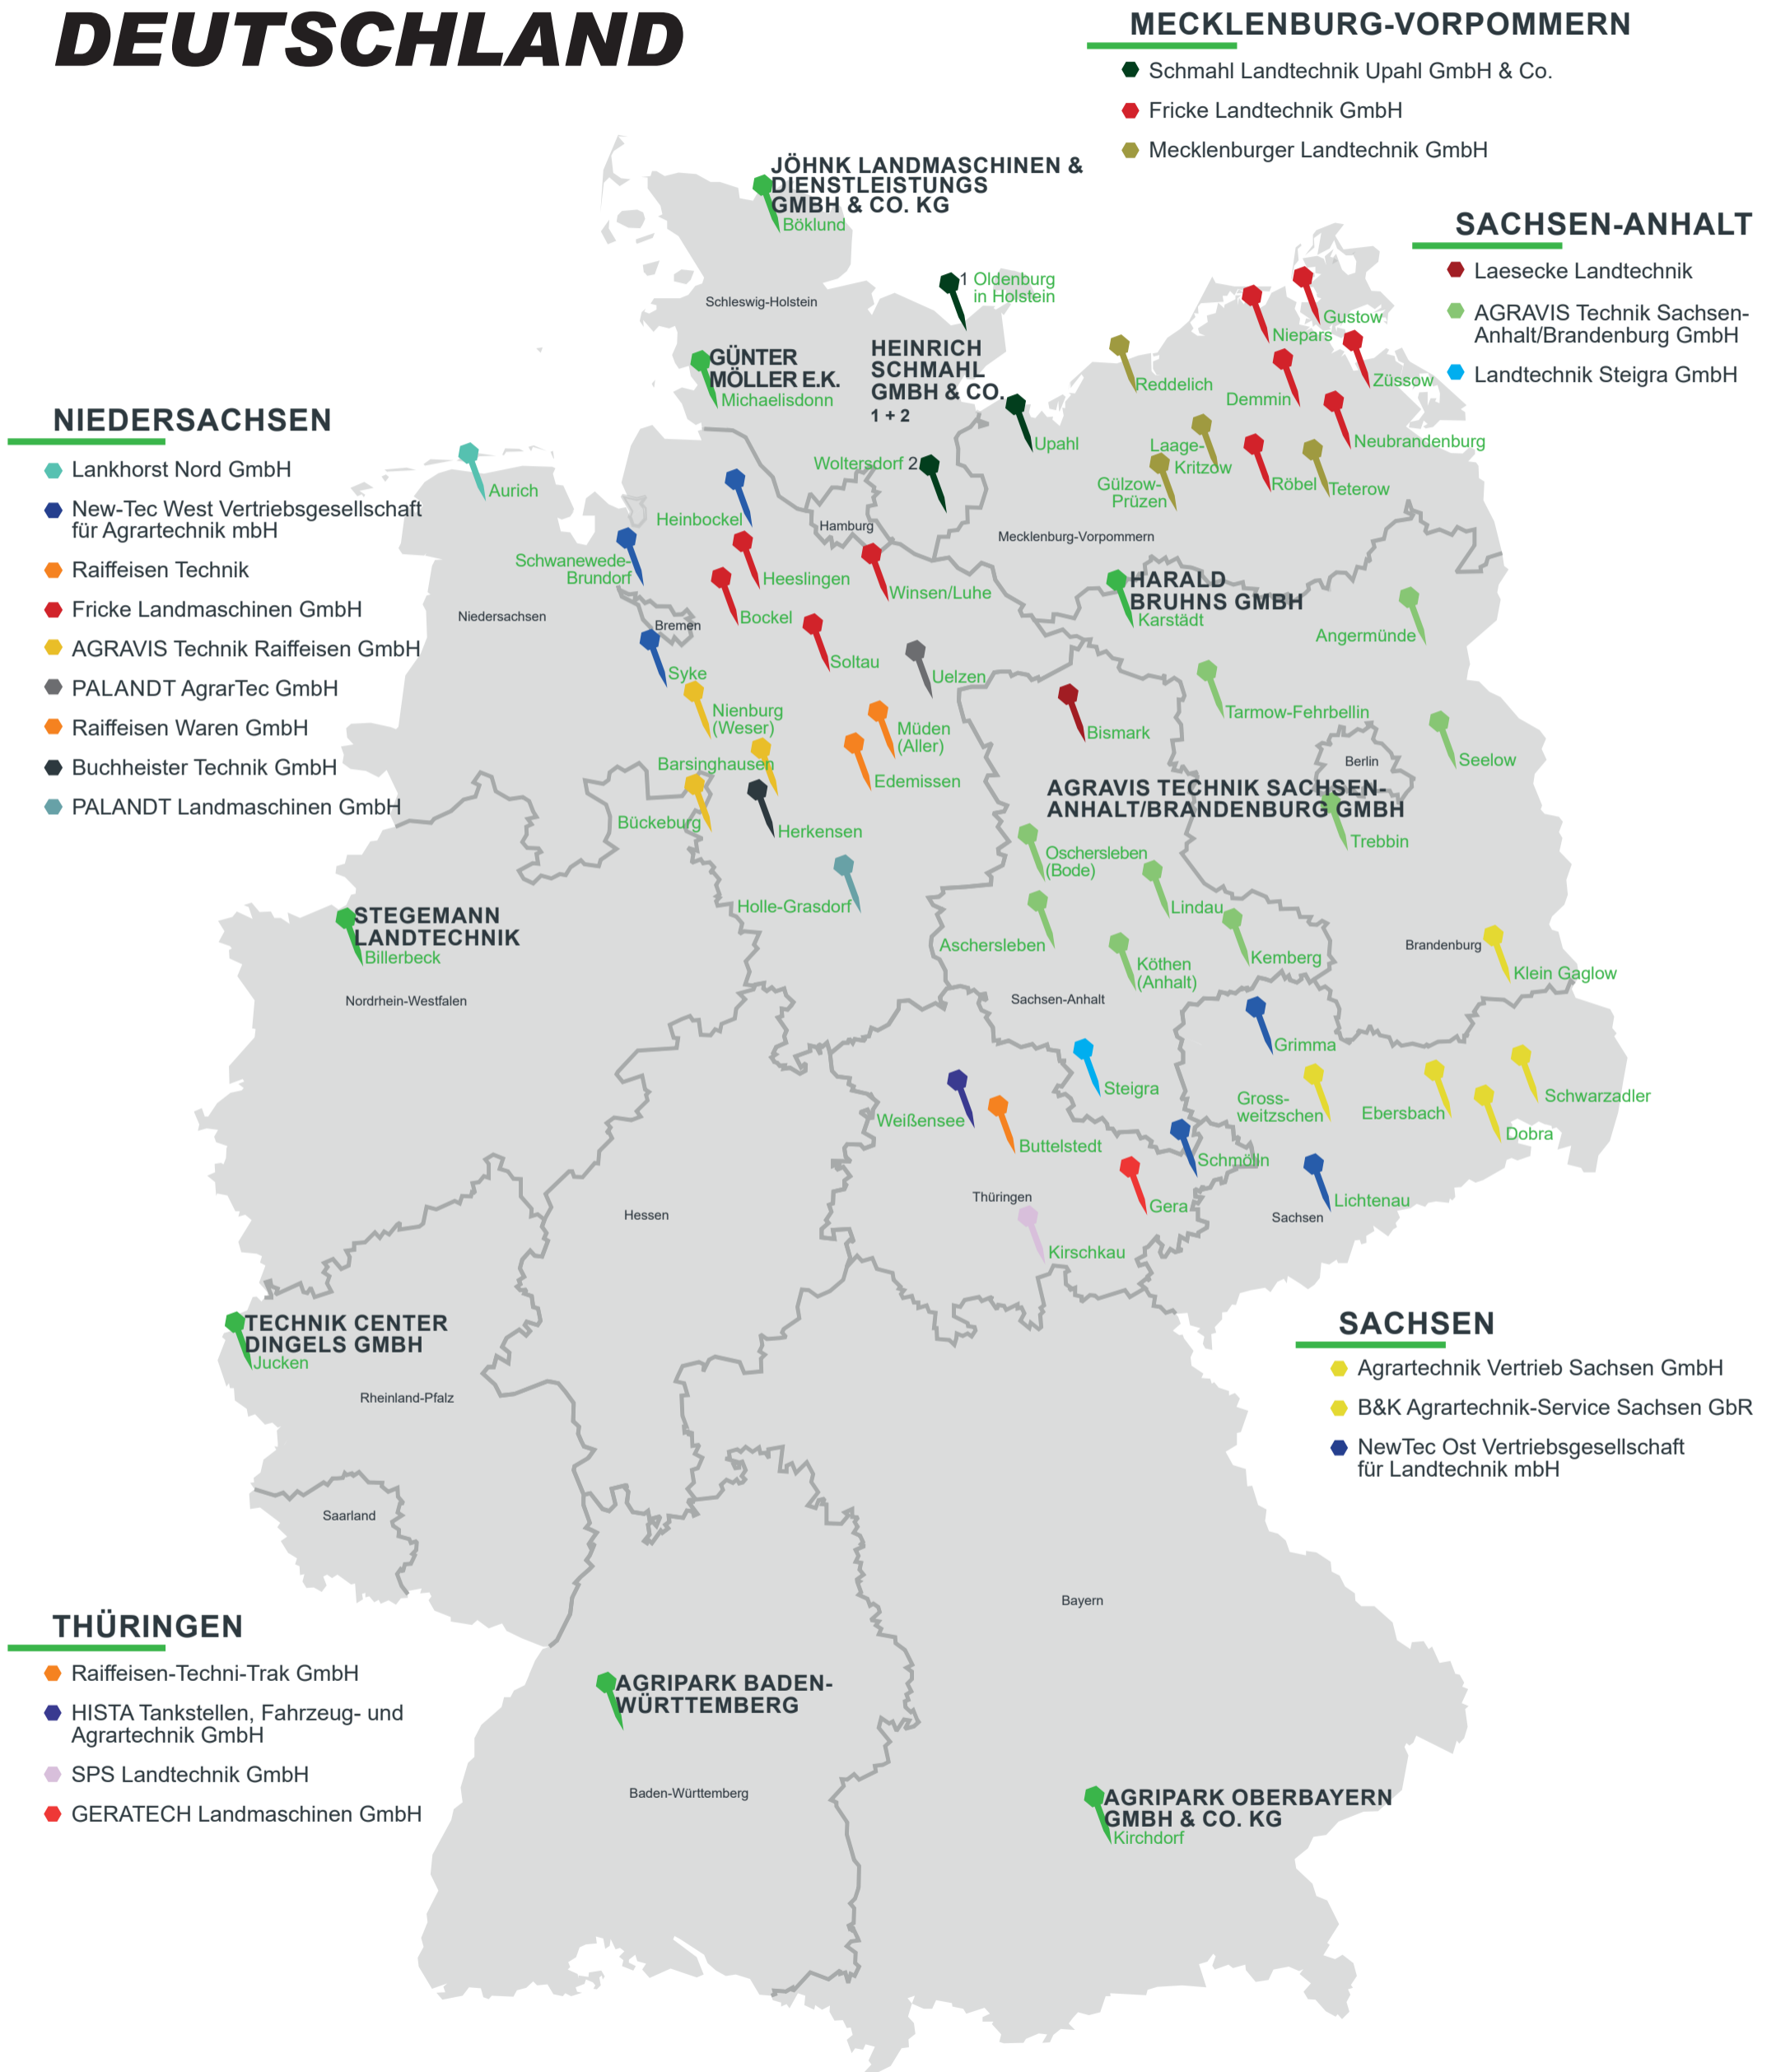 DEUTSCHLAND
MECKLENBURG-VORPOMMERN
Schmahl Landtechnik Upahl GmbH & Co.
Fricke Landtechnik GmbH
Mecklenburger Landtechnik GmbH
SACHSEN-ANHALT
Laesecke Landtechnik
AGRAVIS Technik Sachsen-
Anhalt/Brandenburg GmbH
Landtechnik Steigra GmbH
NIEDERSACHSEN
Lankhorst Nord GmbH
New-Tec West Vertriebsgesellschaft
für Agrartechnik mbH
Raiffeisen Technik
Fricke Landmaschinen GmbH
AGRAVIS Technik Raiffeisen GmbH
PALANDT AgrarTec GmbH
Raiffeisen Waren GmbH
Buchheister Technik GmbH
PALANDT Landmaschinen GmbH
JÖHNK LANDMASCHINEN &
DIENSTLEISTUNGS
GMBH & CO. KG
Böklund
1 Oldenburg
in Holstein
Schleswig-Holstein
GÜNTER
MÖLLER E.K.
Michaelisdonn
HEINRICH
SCHMAHL
GMBH & CO.
1 + 2
Gustow
Niepars
Züssow
Reddelich
Demmin
Neubrandenburg
Upahl
Laage-
Kritzow
Woltersdorf 2
Gülzow-
Prüzen
Röbel
Teterow
Aurich
Heinbockel
Hamburg
Mecklenburg-Vorpommern
Schwanewede-
Brundorf
Heeslingen
Winsen/Luhe
HARALD
BRUHNS GMBH
Karstädt
Angermünde
Niedersachsen
Bockel
Bremen
Soltau
Syke
Uelzen
Nienburg
(Weser)
Müden
(Aller)
Bismark
Tarmow-Fehrbellin
Seelow
Berlin
Barsinghausen
Edemissen
AGRAVIS TECHNIK SACHSEN-
ANHALT/BRANDENBURG GMBH
Bückeburg
Herkensen
Trebbin
Oschersleben
(Bode)
Holle-Grasdorf
Lindau
Aschersleben
Kemberg
Köthen
(Anhalt)
Brandenburg
Klein Gaglow
STEGEMANN
LANDTECHNIK
Billerbeck
Nordrhein-Westfalen
Sachsen-Anhalt
Grimma
Steigra
Gross-
weitzschen
Ebersbach
Schwarzadler
Dobra
Weißensee
Buttelstedt
Schmölln
Lichtenau
Gera
Thüringen
Sachsen
Hessen
Kirschkau
TECHNIK CENTER
DINGELS GMBH
Jucken
Rheinland-Pfalz
Saarland
SACHSEN
Agrartechnik Vertrieb Sachsen GmbH
B&K Agrartechnik-Service Sachsen GbR
NewTec Ost Vertriebsgesellschaft
für Landtechnik mbH
Bayern
THÜRINGEN
Raiffeisen-Techni-Trak GmbH
HISTA Tankstellen, Fahrzeug- und
Agrartechnik GmbH
SPS Landtechnik GmbH
GERATECH Landmaschinen GmbH
AGRIPARK BADEN-
WÜRTTEMBERG
Baden-Württemberg
AGRIPARK OBERBAYERN
GMBH & CO. KG
Kirchdorf